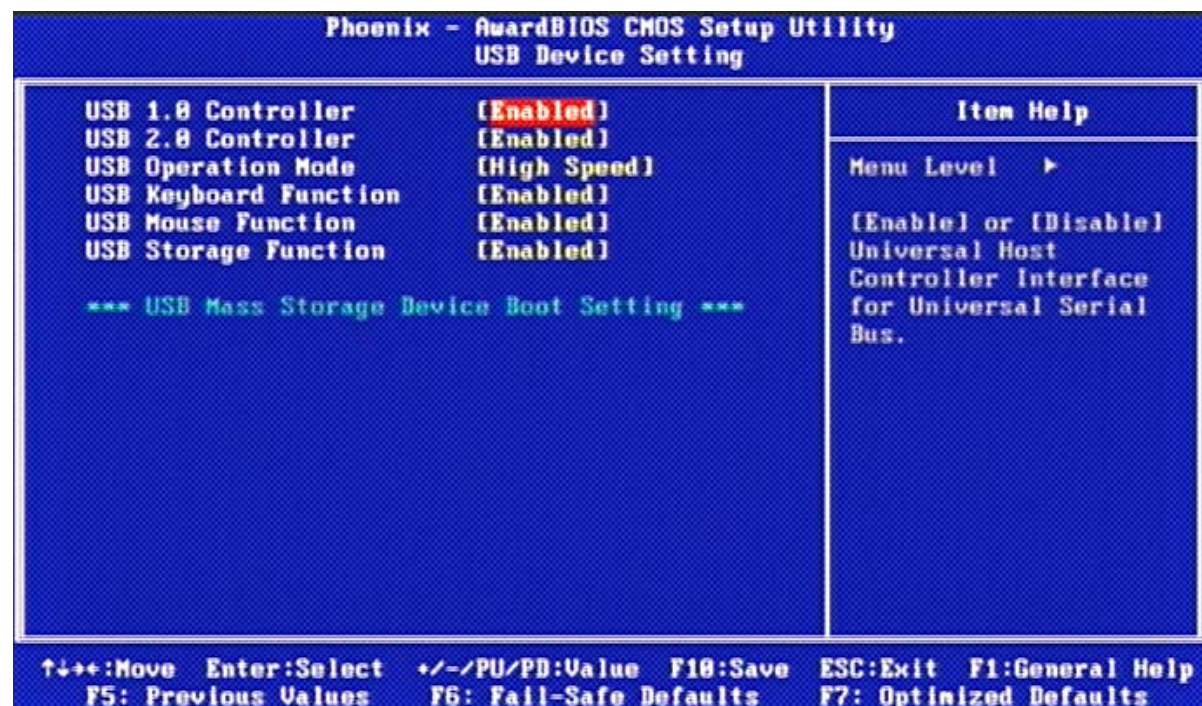 Phoenix - AwardBIOS CMOS Setup Utility
USB Device Setting
USB 1.0 Controller [Enabled]
USB 2.0 Controller [Enabled]
USB Operation Mode [High Speed]
USB Keyboard Function [Enabled]
USB Mouse Function [Enabled]
USB Storage Function [Enabled]
*** USB Mass Storage Device Boot Setting ***
Item Help
Menu Level ►
[Enable] or [Disable]
Universal Host
Controller Interface
for Universal Serial
Bus.
↑↓→←:Move Enter:Select +/-/PU/PD:Value F10:Save ESC:Exit F1:General Help
F5: Previous Values F6: Fail-Safe Defaults F7: Optimized Defaults